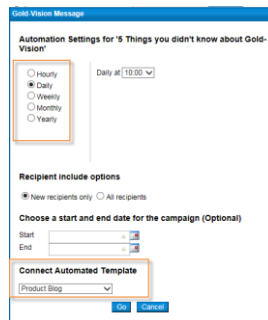 Gold-Vision Message
Automation Settings for '5 Things you didn't know about Gold-
Vision'
Hourly
Daily
Weekly
Monthly
Yearly
Daily at 10:00
Recipient include options
New recipients only All recipients
Choose a start and end date for the campaign (Optional)
Start
End
Connect Automated Template
Product Blog
Go Cancel